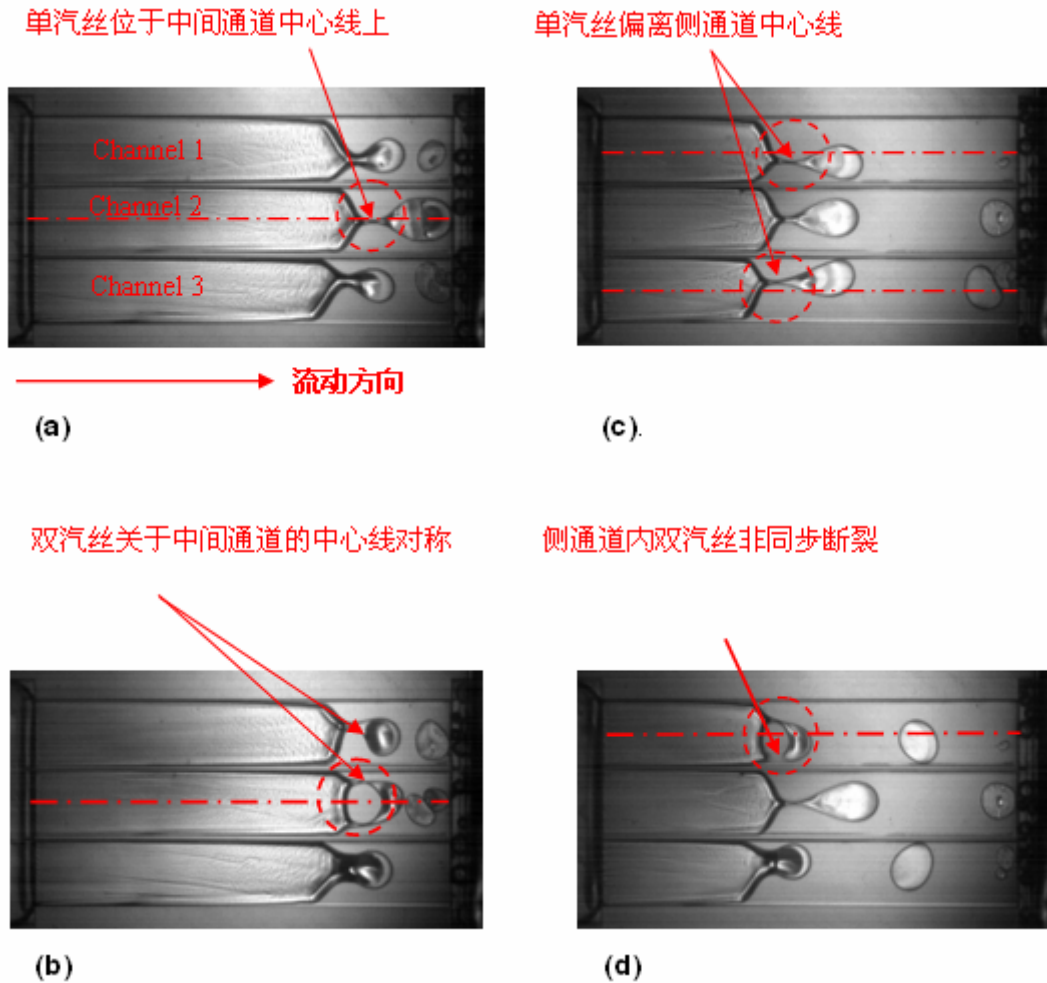 单汽丝位于中间通道中心线上
单汽丝偏离侧通道中心线
Channel 1
Channel 2
Channel 3
流动方向
(a)
(c).
双汽丝关于中间通道的中心线对称
侧通道内双汽丝非同步断裂
(b)
(d)